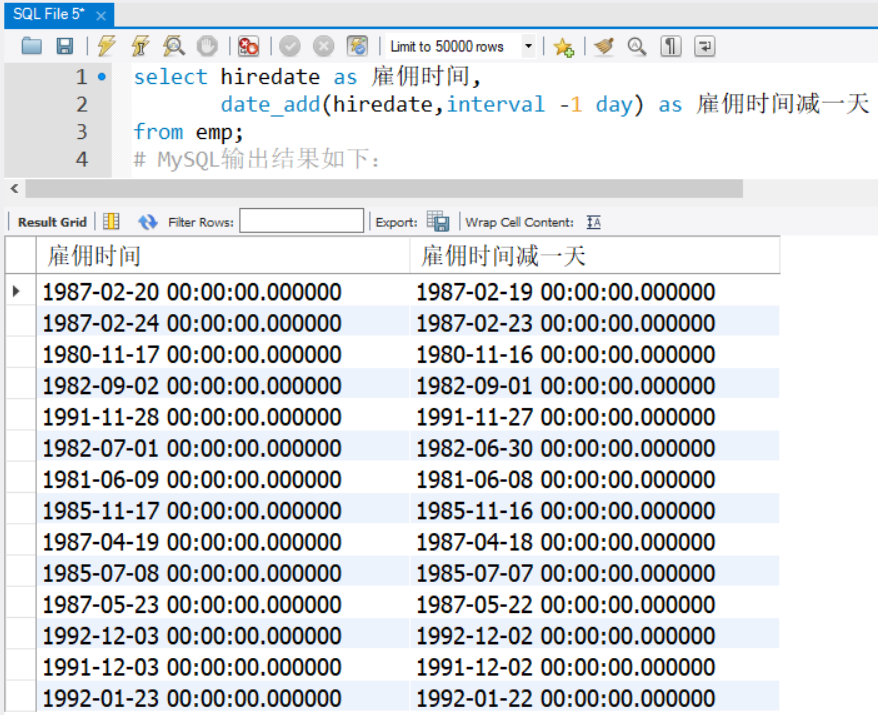 SQL File 5*
Limit to 50000 rows
1 select hiredate as 雇佣时间,
2 date_add(hiredate,interval -1 day) as 雇佣时间减一天
3 from emp;
4 # MySQL输出结果如下：
Result Grid Filter Rows: Export: Wrap Cell Content:
雇佣时间 雇佣时间减一天
1987-02-20 00:00:00.000000 1987-02-19 00:00:00.000000
1987-02-24 00:00:00.000000 1987-02-23 00:00:00.000000
1980-11-17 00:00:00.000000 1980-11-16 00:00:00.000000
1982-09-02 00:00:00.000000 1982-09-01 00:00:00.000000
1991-11-28 00:00:00.000000 1991-11-27 00:00:00.000000
1982-07-01 00:00:00.000000 1982-06-30 00:00:00.000000
1981-06-09 00:00:00.000000 1981-06-08 00:00:00.000000
1985-11-17 00:00:00.000000 1985-11-16 00:00:00.000000
1987-04-19 00:00:00.000000 1987-04-18 00:00:00.000000
1985-07-08 00:00:00.000000 1985-07-07 00:00:00.000000
1987-05-23 00:00:00.000000 1987-05-22 00:00:00.000000
1992-12-03 00:00:00.000000 1992-12-02 00:00:00.000000
1991-12-03 00:00:00.000000 1991-12-02 00:00:00.000000
1992-01-23 00:00:00.000000 1992-01-22 00:00:00.000000